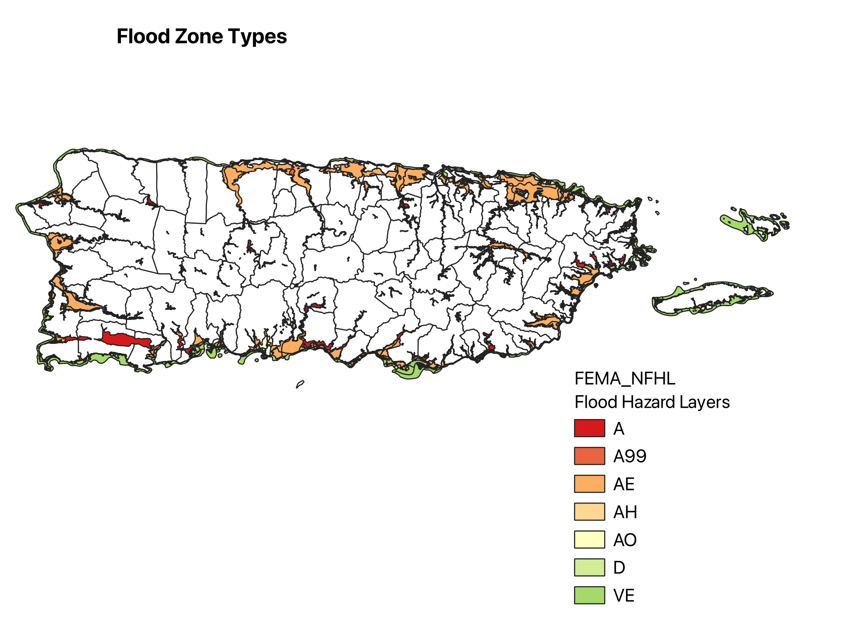 Flood Zone Types
FEMA_NFHL
Flood Hazard Layers
A
A99
AE
AH
AO
D
VE